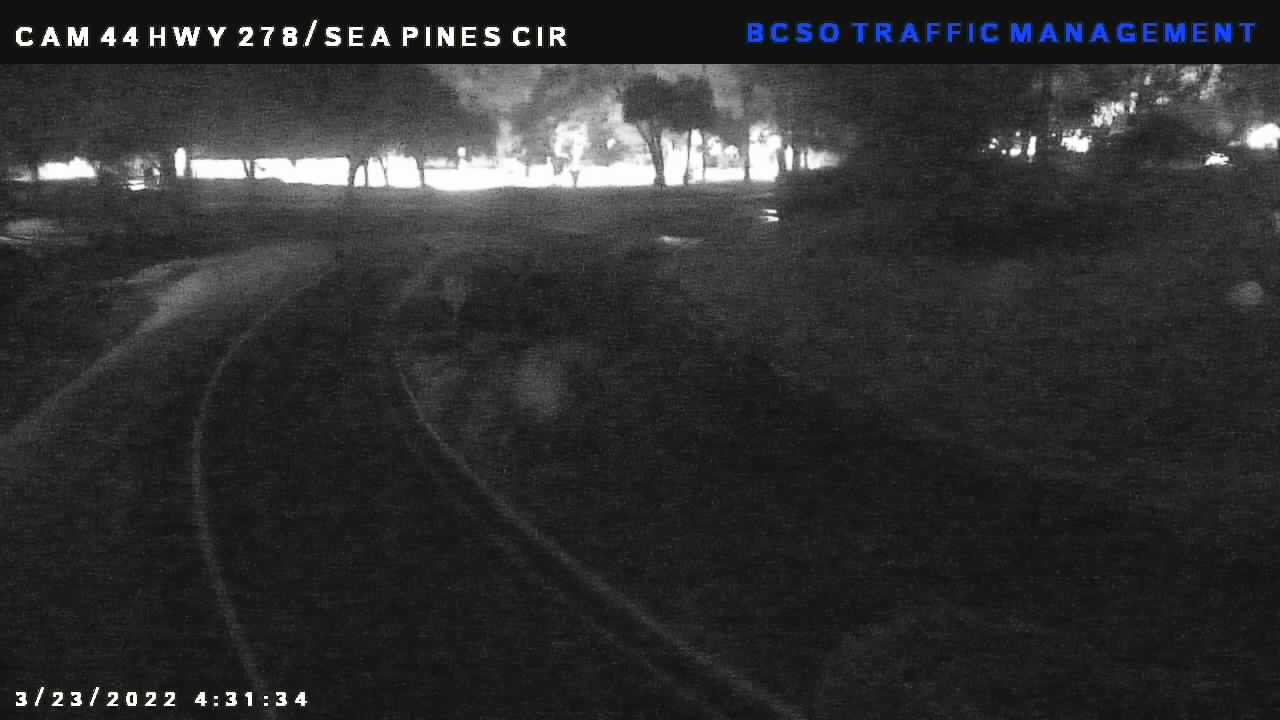 CAM 44 HWY 278/SEA PINES CIR
BCSO TRAFFIC MANAGEMENT
3/23/2022 4:31:34